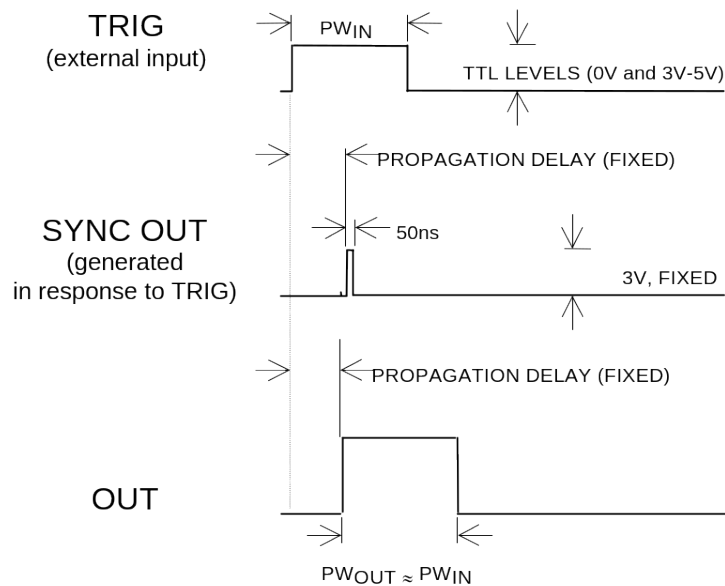 TRIG
(external input)
PWIN
TTL LEVELS (0V and 3V-5V)
PROPAGATION DELAY (FIXED)
SYNC OUT
(generated
in response to TRIG)
50ns
3V, FIXED
PROPAGATION DELAY (FIXED)
OUT
PWOUT ≈ PWIN